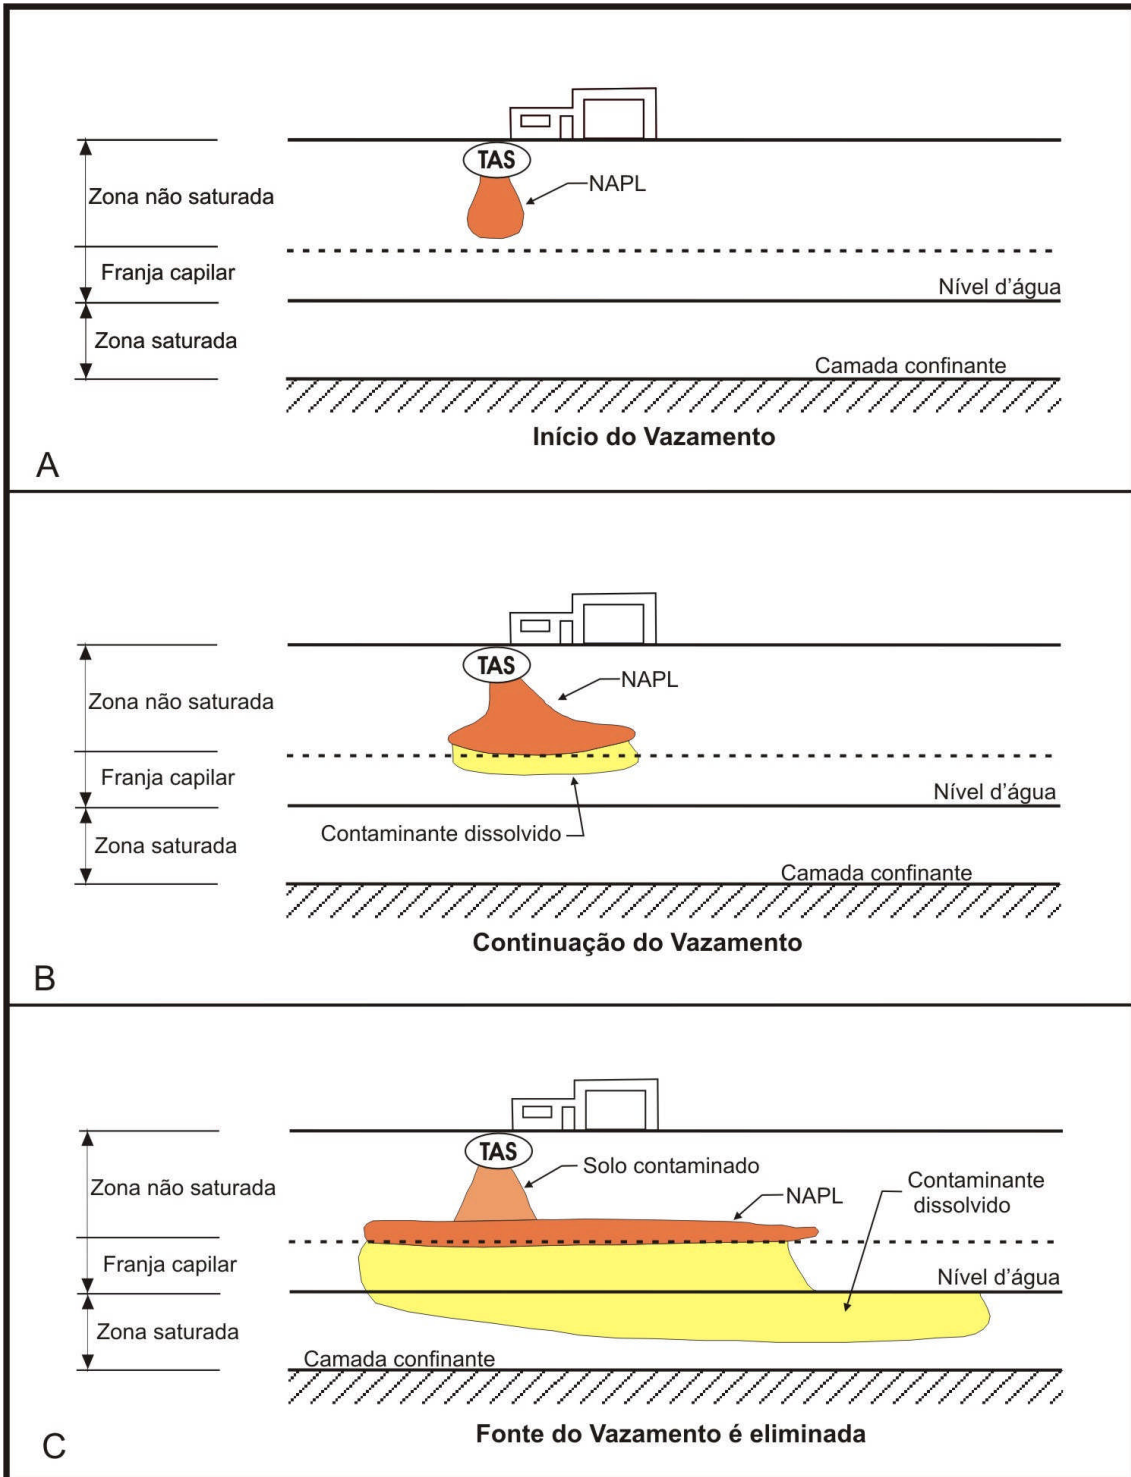 TAS
Zona não saturada
NAPL
Franja capilar
Nível d'água
Zona saturada
Camada confinante
Início do Vazamento
A
TAS
NAPL
Zona não saturada
Franja capilar
Nível d'água
Contaminante dissolvido
Zona saturada
Camada confinante
Continuação do Vazamento
B
TAS
Solo contaminado
Contaminante
dissolvido
Zona não saturada
NAPL
Franja capilar
Nível d'água
Zona saturada
Camada confinante
Fonte do Vazamento é eliminada
C